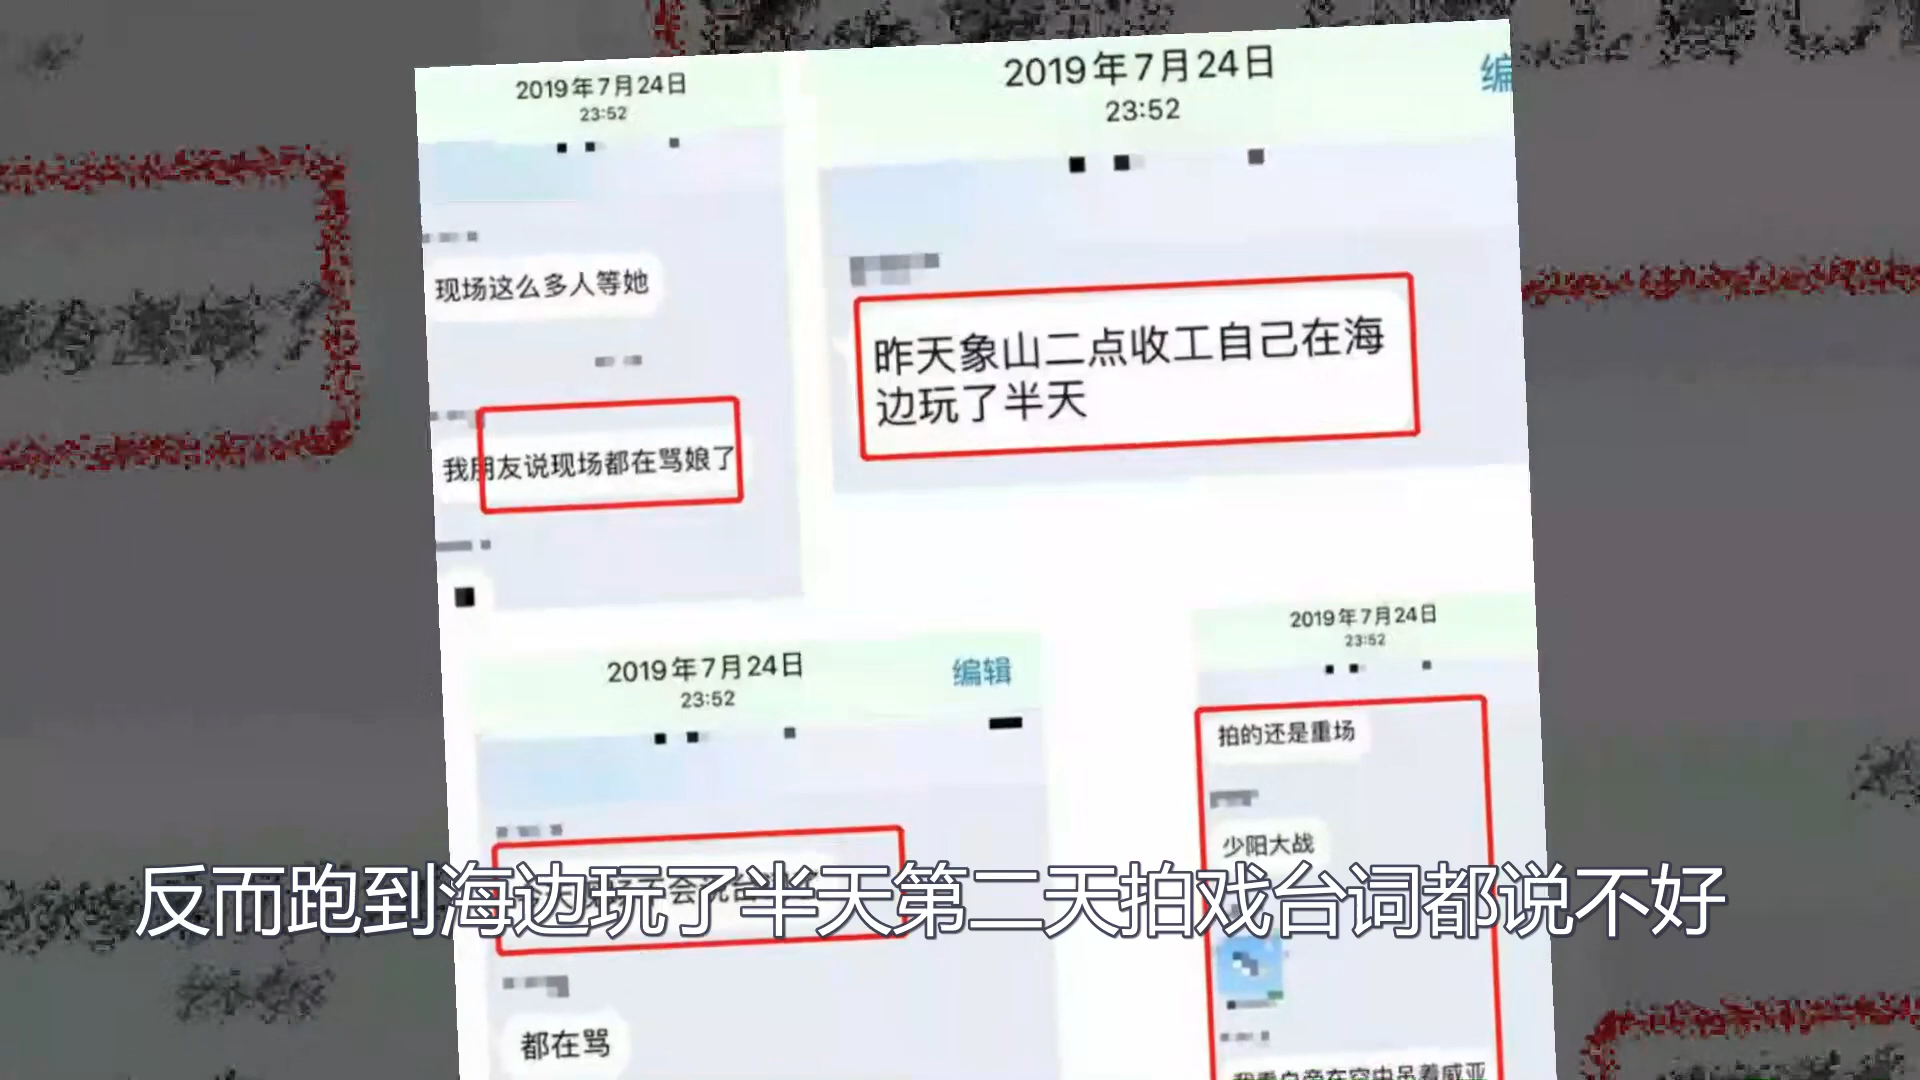 2019年7月24日
23:52
现场这么多人等她
我朋友说现场都在骂娘了
2019年7月24日
23:52
编
昨天象山二点收工自己在海
边玩了半天
2019年7月24日
23:52
编辑
都在骂
2019年7月24日
23:52
拍的还是重场
少阳大战
反而跑到海边玩了半天第二天拍戏台词都说不好